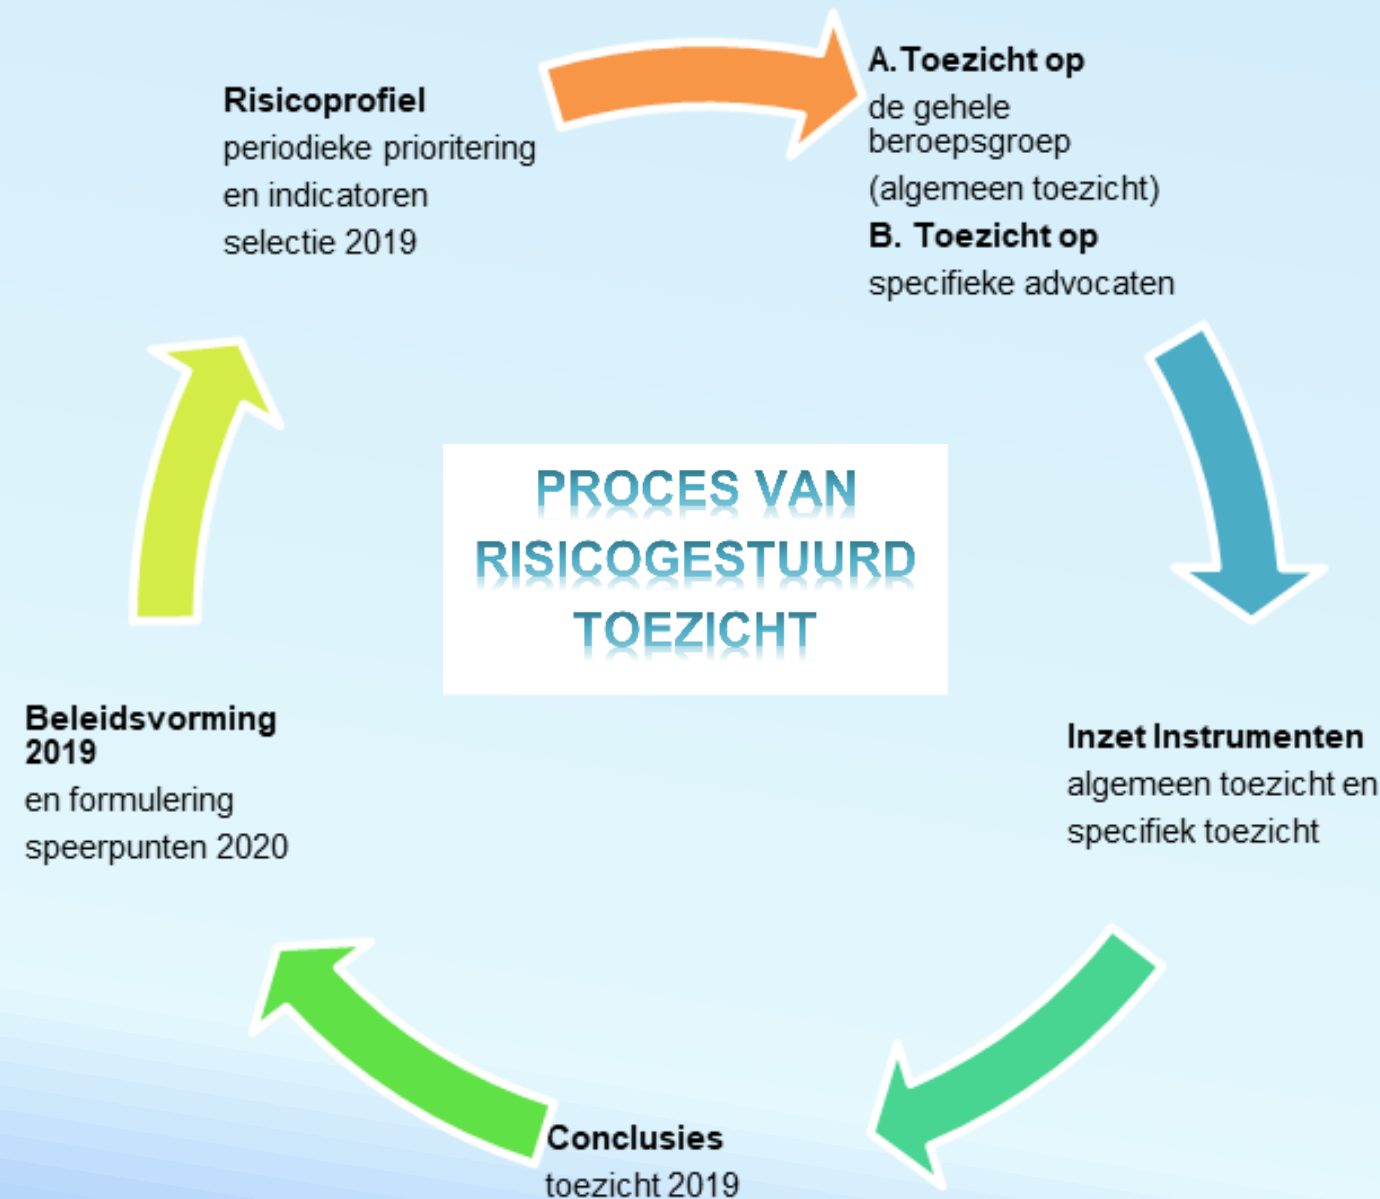 Risicoprofiel
periodieke prioritering
en indicatoren
selectie 2019
A. Toezicht op
de gehele
beroepsgroep
(algemeen toezicht)
B. Toezicht op
specifieke advocaten
PROCES VAN
RISICOGESTUURD
TOEZICHT
Inzet Instrumenten
algemeen toezicht en
specifiek toezicht
Conclusies
toezicht 2019
Beleidsvorming
2019
en formulering
speerpunten 2020